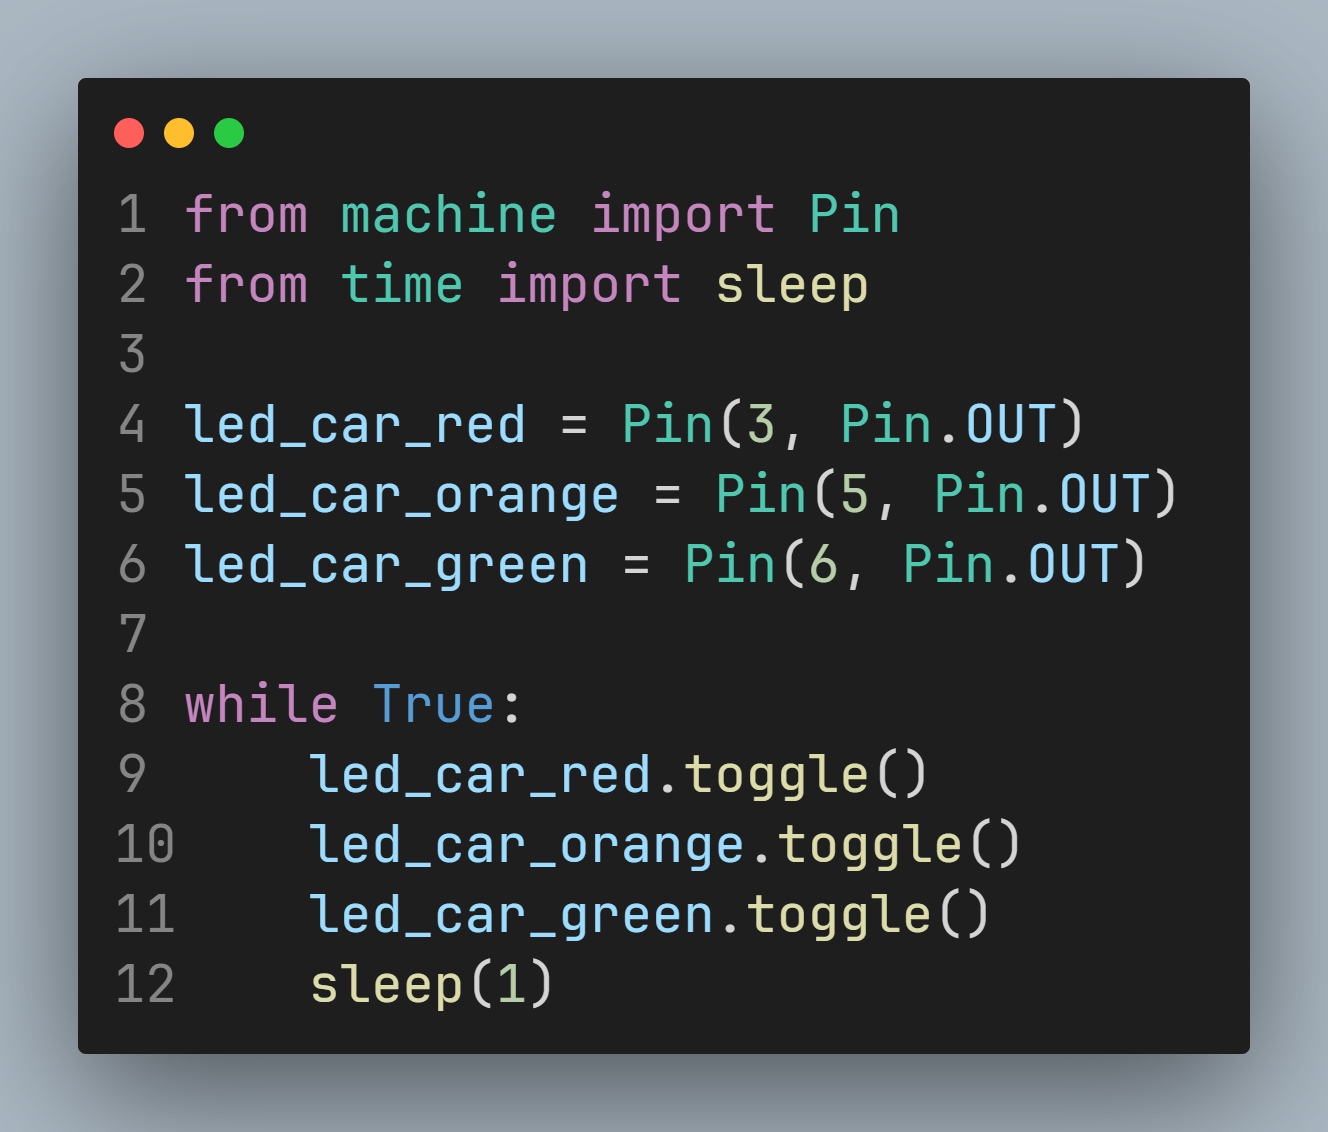 1 from machine import Pin
2 from time import sleep
3
4 led_car_red = Pin(3, Pin.OUT)
5 led_car_orange = Pin(5, Pin.OUT)
6 led_car_green = Pin(6, Pin.OUT)
7
8 while True:
9     led_car_red.toggle()
10     led_car_orange.toggle()
11     led_car_green.toggle()
12     sleep(1)